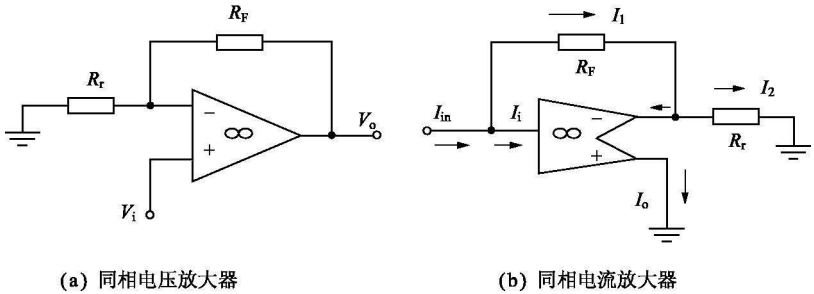 R_F
I_1
R_r
R_F
−
∞
+
V_o
I_in
I_i
−
∞
+
I_2
R_r
V_i
I_o
(a) 同相电压放大器
(b) 同相电流放大器